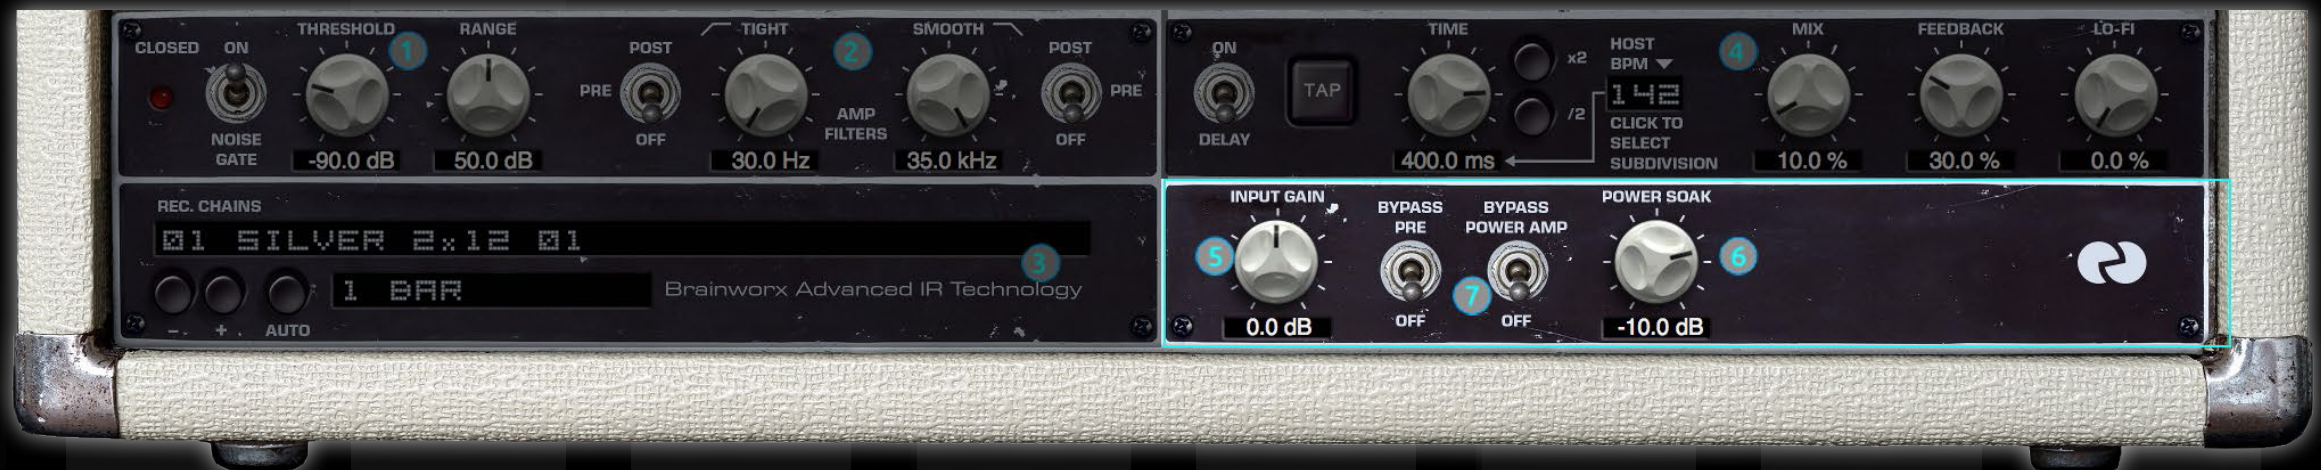 CLOSED
ON
NOISE
GATE
THRESHOLD
-90.0 dB
1
RANGE
50.0 dB
POST
PRE
OFF
TIGHT
30.0 Hz
2
AMP
FILTERS
SMOOTH
35.0 kHz
POST
PRE
OFF
ON
DELAY
TAP
TIME
400.0 ms
x2
/2
HOST
BPM
142
CLICK TO
SELECT
SUBDIVISION
4
MIX
10.0 %
FEEDBACK
30.0 %
LO-FI
0.0 %
REC. CHAINS
01 SILVER 2x12 01
3
- +
AUTO
1 BAR
Brainworx Advanced IR Technology
5
INPUT GAIN
0.0 dB
BYPASS
PRE
OFF
7
BYPASS
POWER AMP
OFF
POWER SOAK
-10.0 dB
6